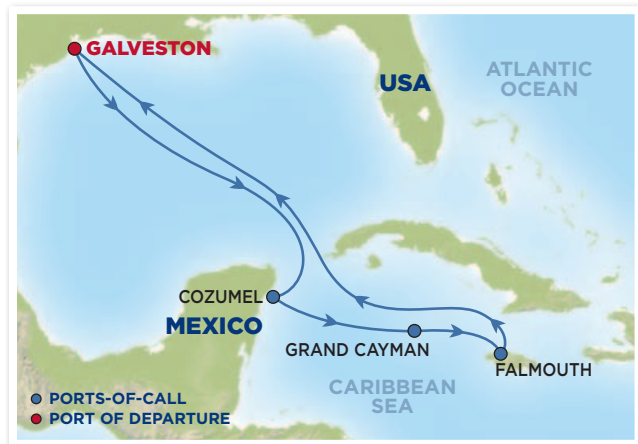 GALVESTON
USA
ATLANTIC
OCEAN
COZUMEL
MEXICO
GRAND CAYMAN
FALMOUTH
CARIBBEAN
SEA
PORTS-OF-CALL
PORT OF DEPARTURE